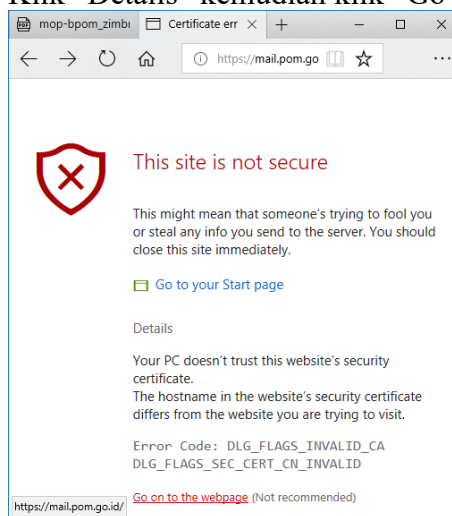 Klik "Details" kemudian klik "Go
mop-bpom_zimb
Certificate err
https://mail.pom.go
This site is not secure
This might mean that someone's trying to fool you
or steal any info you send to the server. You should
close this site immediately.
Go to your Start page
Details
Your PC doesn't trust this website's security
certificate.
The hostname in the website's security certificate
differs from the website you are trying to visit.
Error Code: DLG_FLAGS_INVALID_CA
DLG_FLAGS_SEC_CERT_CN_INVALID
Go on to the webpage (Not recommended)
https://mail.pom.go.id/